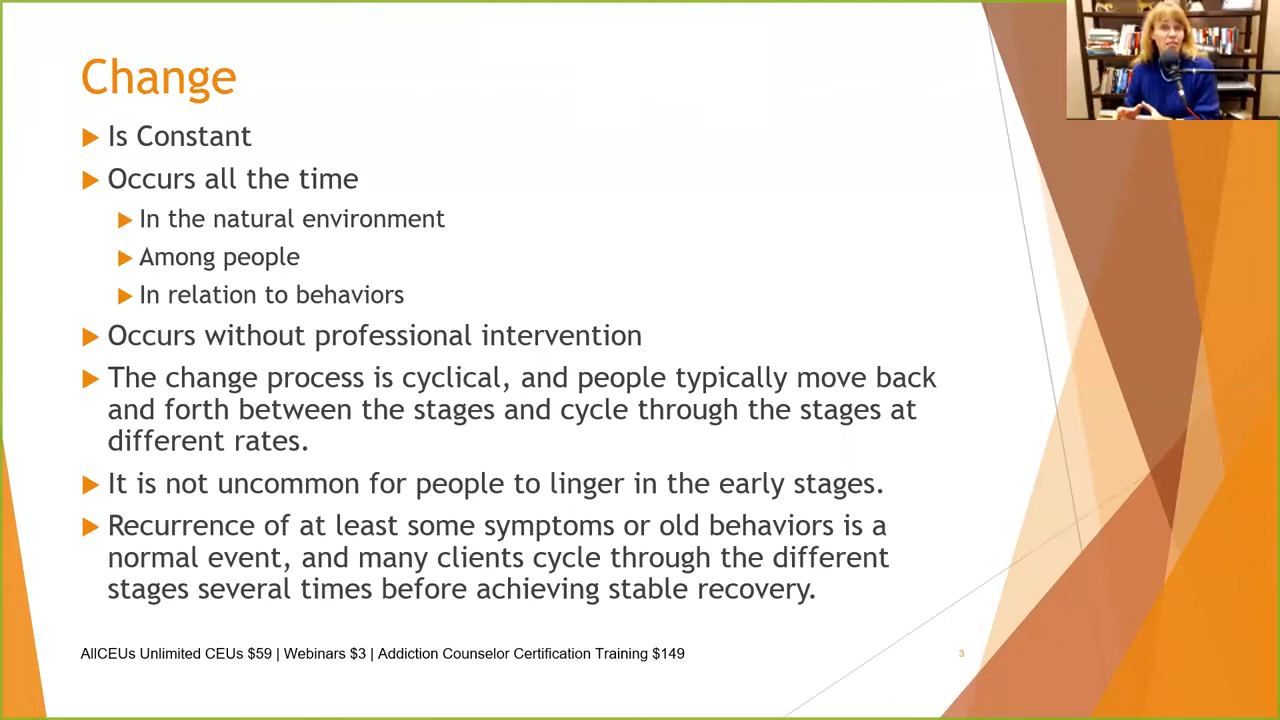 Change
Is Constant
Occurs all the time
In the natural environment
Among people
In relation to behaviors
Occurs without professional intervention
The change process is cyclical, and people typically move back
and forth between the stages and cycle through the stages at
different rates.
It is not uncommon for people to linger in the early stages.
Recurrence of at least some symptoms or old behaviors is a
normal event, and many clients cycle through the different
stages several times before achieving stable recovery.
AllCEUs Unlimited CEUs $59 | Webinars $3 | Addiction Counselor Certification Training $149
3